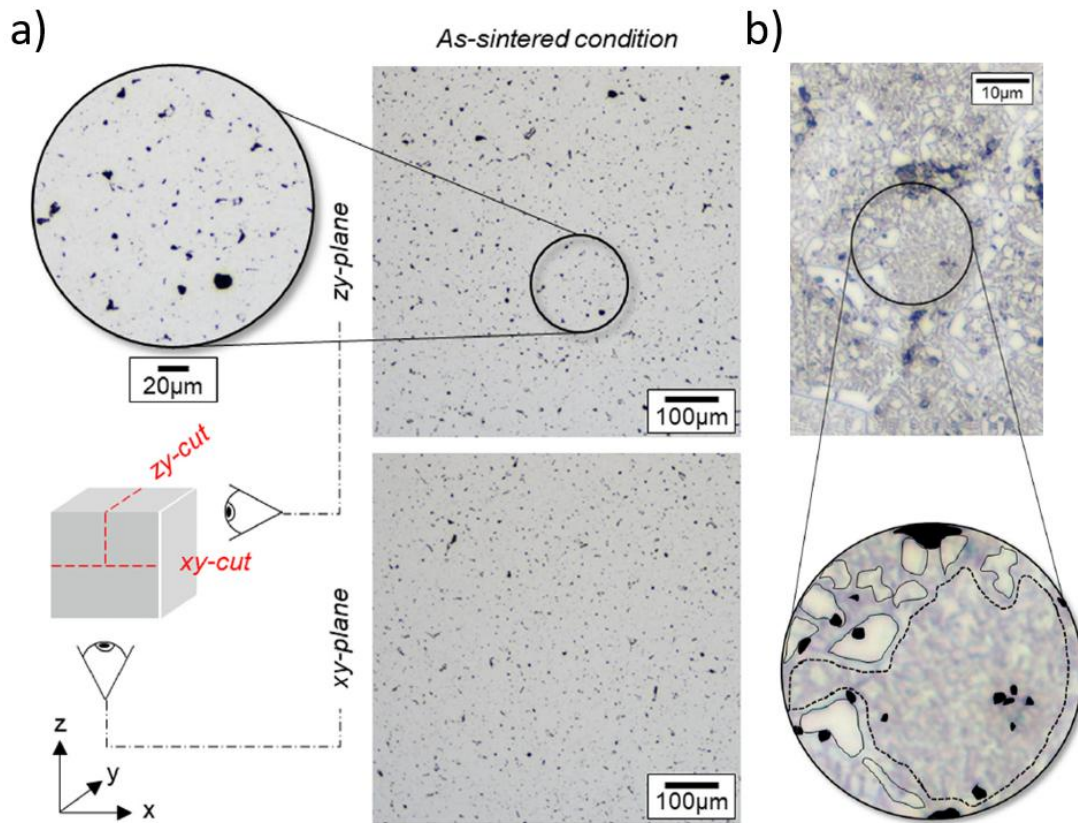 a)
As-sintered condition
b)
10µm
zy-plane
20µm
100µm
zy-cut
xy-cut
xy-plane
z
y
x
100µm